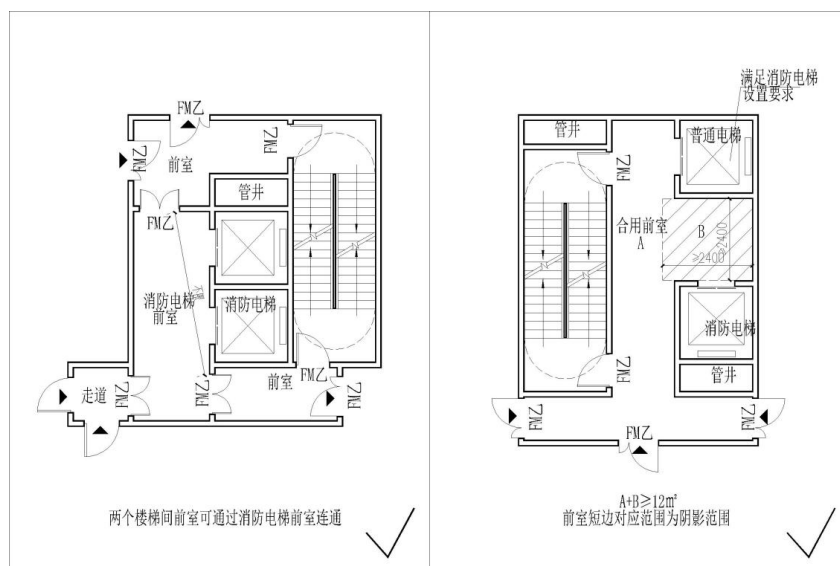 FM乙
FM乙
前室
FM乙
FM乙
管井
消防电梯
前室
不限
消防电梯
走道
FM乙
FM乙
前室
FM乙
FM乙
两个楼梯间前室可通过消防电梯前室连通
满足消防电梯
设置要求
管井
普通电梯
FM乙
合用前室
A
B
≥2400
≥2400
消防电梯
FM乙
管井
FM乙
FM乙
FM乙
A+B≥12m²
前室短边对应范围为阴影范围